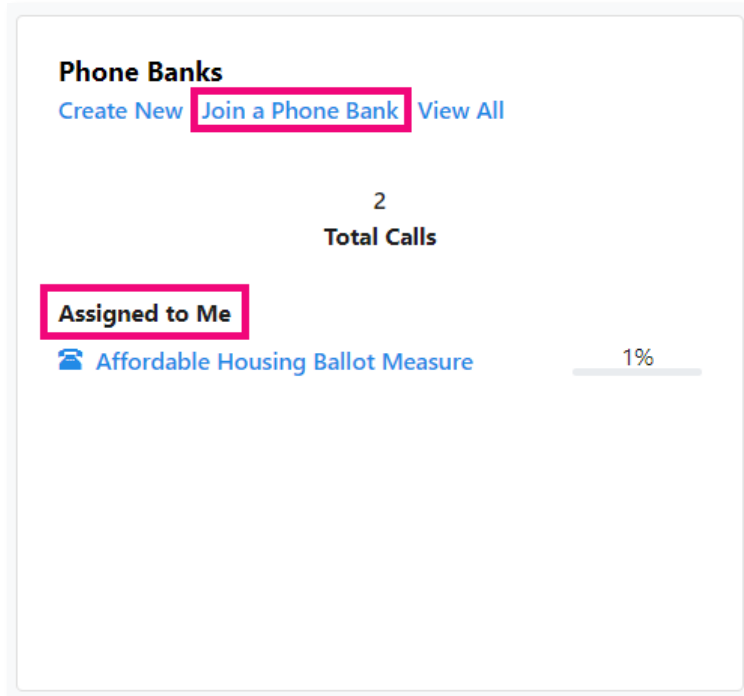 Phone Banks
Create New Join a Phone Bank View All
2
Total Calls
Assigned to Me
Affordable Housing Ballot Measure 1%